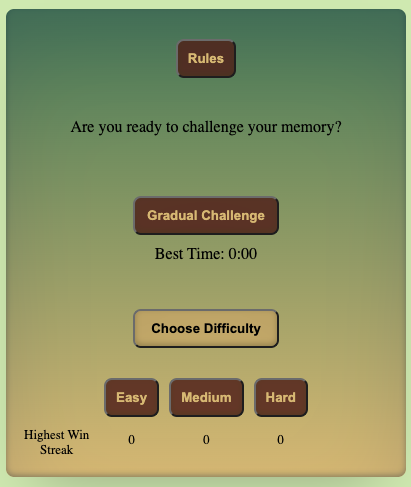 Rules
Are you ready to challenge your memory?
Gradual Challenge
Best Time: 0:00
Choose Difficulty
Easy Medium Hard
Highest Win
Streak
0 0 0